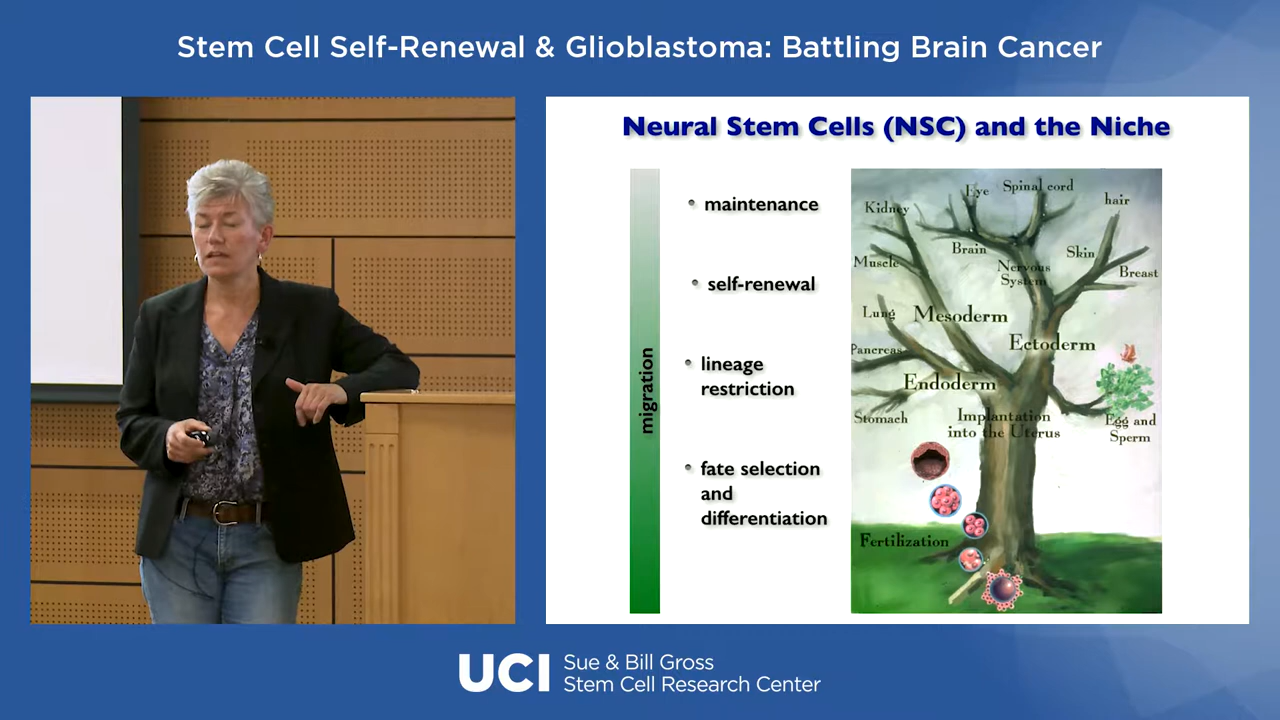 Stem Cell Self-Renewal & Glioblastoma: Battling Brain Cancer
Neural Stem Cells (NSC) and the Niche
migration
• maintenance
• self-renewal
• lineage
restriction
• fate selection
and
differentiation
Eye
Spinal cord
hair
Kidney
Brain
Skin
Muscle
Nervous
System
Breast
Lung
Mesoderm
Ectoderm
Pancreas
Endoderm
Stomach
Implantation
into the Uterus
Egg and
Sperm
Fertilization
UCI
Sue & Bill Gross
Stem Cell Research Center